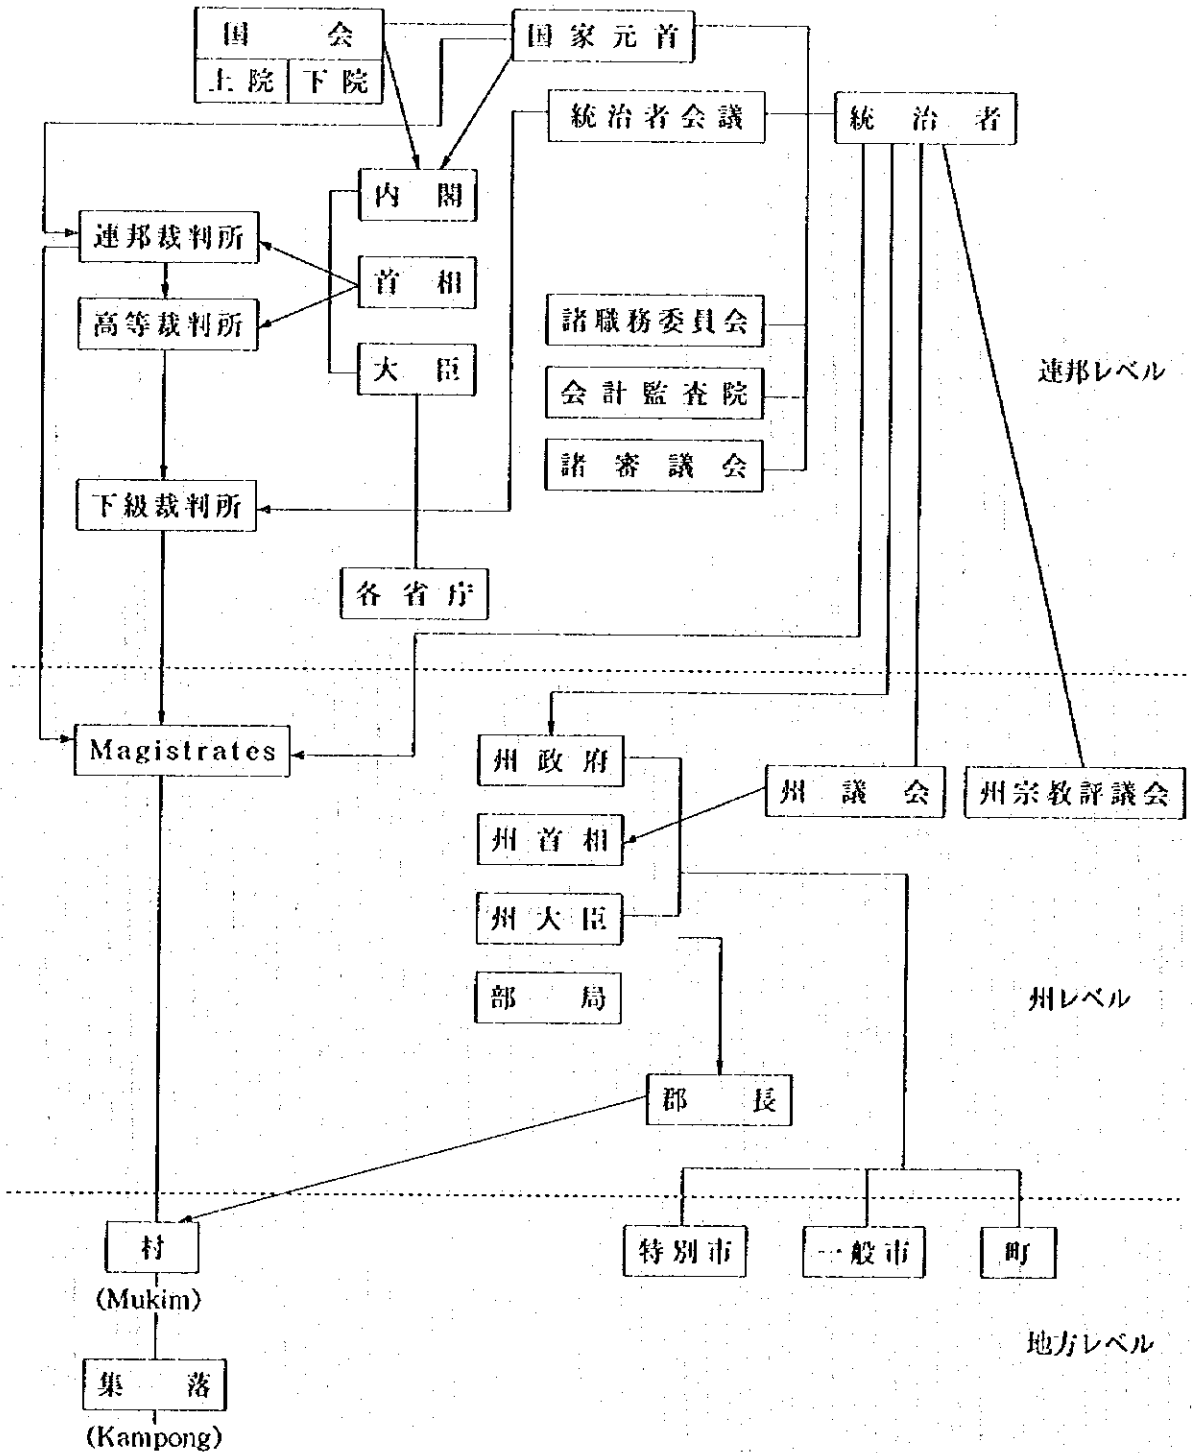 国会
国家元首
上院 下院
統治者会議
統治者
内閣
連邦裁判所
首相
高等裁判所
諸職務委員会
大臣
連邦レベル
会計監査院
諸審議会
下級裁判所
各省庁
Magistrates
州政府
州議会
州宗教評議会
州首相
州大臣
部局
州レベル
郡長
村
特別市
一般市
町
(Mukim)
地方レベル
集落
(Kampong)